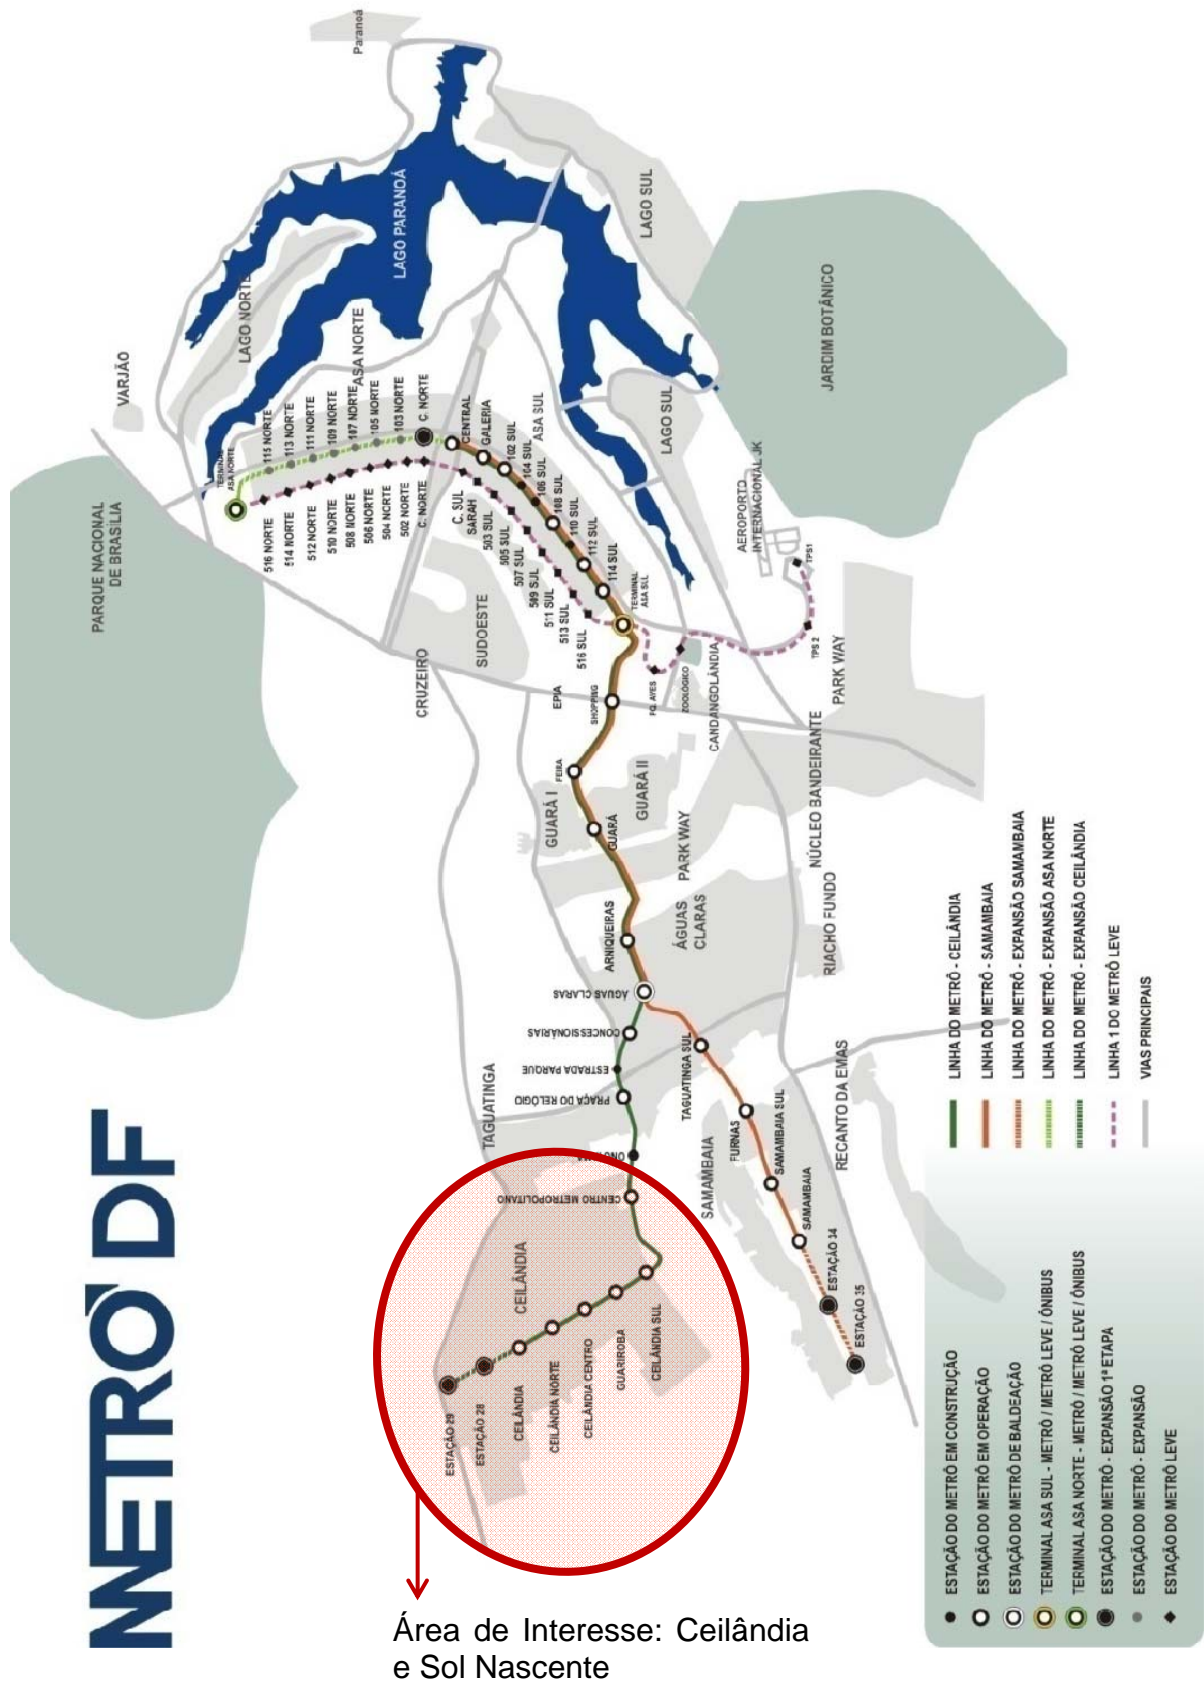 METRÔ DF
PARQUE NACIONAL
DE BRASÍLIA
VARJÃO
Paranoá
LAGO NORTE
LAGO PARANOÁ
LAGO SUL
ASA NORTE
TERMINAL
ASA NORTE
115 NORTE
113 NORTE
111 NORTE
109 NORTE
107 NORTE
105 NORTE
103 NORTE
C. NORTE
516 NORTE
514 NORTE
512 NORTE
510 NORTE
508 NORTE
506 NORTE
504 NORTE
502 NORTE
C. NORTE
CENTRAL
GALERIA
102 SUL
104 SUL
106 SUL
108 SUL
110 SUL
112 SUL
114 SUL
TERMINAL
ASA SUL
ASA SUL
C. SUL
SARAH
503 SUL
505 SUL
507 SUL
509 SUL
511 SUL
513 SUL
516 SUL
LAGO SUL
JARDIM BOTÂNICO
AEROPORTO
INTERNACIONAL JK
TPS1
TPS 2
CRUZEIRO
SUDOESTE
EPIA
SHOPPING
ZOOLÓGICO
CANDANGOLÂNDIA
PARK WAY
NÚCLEO BANDEIRANTE
FEIRA
GUARÁ I
GUARÁ II
GUARÁ
PARK WAY
ARNIQUEIRAS
ÁGUAS
CLARAS
RIACHO FUNDO
ÁGUAS CLARAS
CONCESSIONÁRIAS
ESTRADA PARQUE
PRAÇA DO RELÓGIO
TAGUATINGA
CENTRO METROPOLITANO
TAGUATINGA SUL
FURNAS
SAMAMBAIA SUL
SAMAMBAIA
SAMAMBAIA
RECANTO DA EMAS
ESTAÇÃO 34
ESTAÇÃO 35
CEILÂNDIA
ESTAÇÃO 29
ESTAÇÃO 28
CEILÂNDIA
CEILÂNDIA NORTE
CEILÂNDIA CENTRO
GUARIROBA
CEILÂNDIA SUL
LINHA DO METRÔ - CEILÂNDIA
LINHA DO METRÔ - SAMAMBAIA
LINHA DO METRÔ - EXPANSÃO SAMAMBAIA
LINHA DO METRÔ - EXPANSÃO ASA NORTE
LINHA DO METRÔ - EXPANSÃO CEILÂNDIA
LINHA 1 DO METRÔ LEVE
VIAS PRINCIPAIS
ESTAÇÃO DO METRÔ EM CONSTRUÇÃO
ESTAÇÃO DO METRÔ EM OPERAÇÃO
ESTAÇÃO DO METRÔ DE BALDEAÇÃO
TERMINAL ASA SUL - METRÔ / METRÔ LEVE / ÔNIBUS
TERMINAL ASA NORTE - METRÔ / METRÔ LEVE / ÔNIBUS
ESTAÇÃO DO METRÔ - EXPANSÃO 1ª ETAPA
ESTAÇÃO DO METRÔ - EXPANSÃO
ESTAÇÃO DO METRÔ LEVE
Área de Interesse: Ceilândia
e Sol Nascente